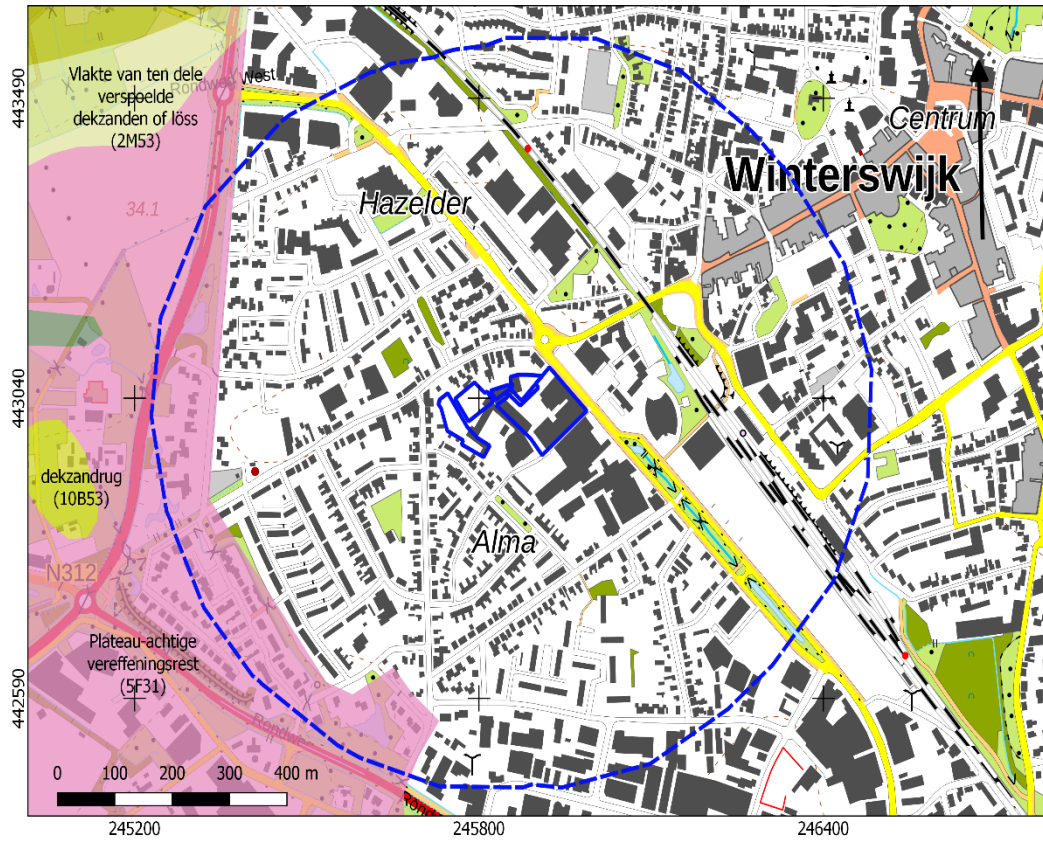 Vlakte van ten dele
verspoelde
dekzanden of löss
(2M53)
Rondweg West
Centrum
Winterswijk
Hazelder
34.1
dekzandrug
(10B53)
Alma
N312
Plateau-achtige
vereffeningsrest
(5F31)
0 100 200 300 400 m
443490
443040
442590
245200 245800 246400